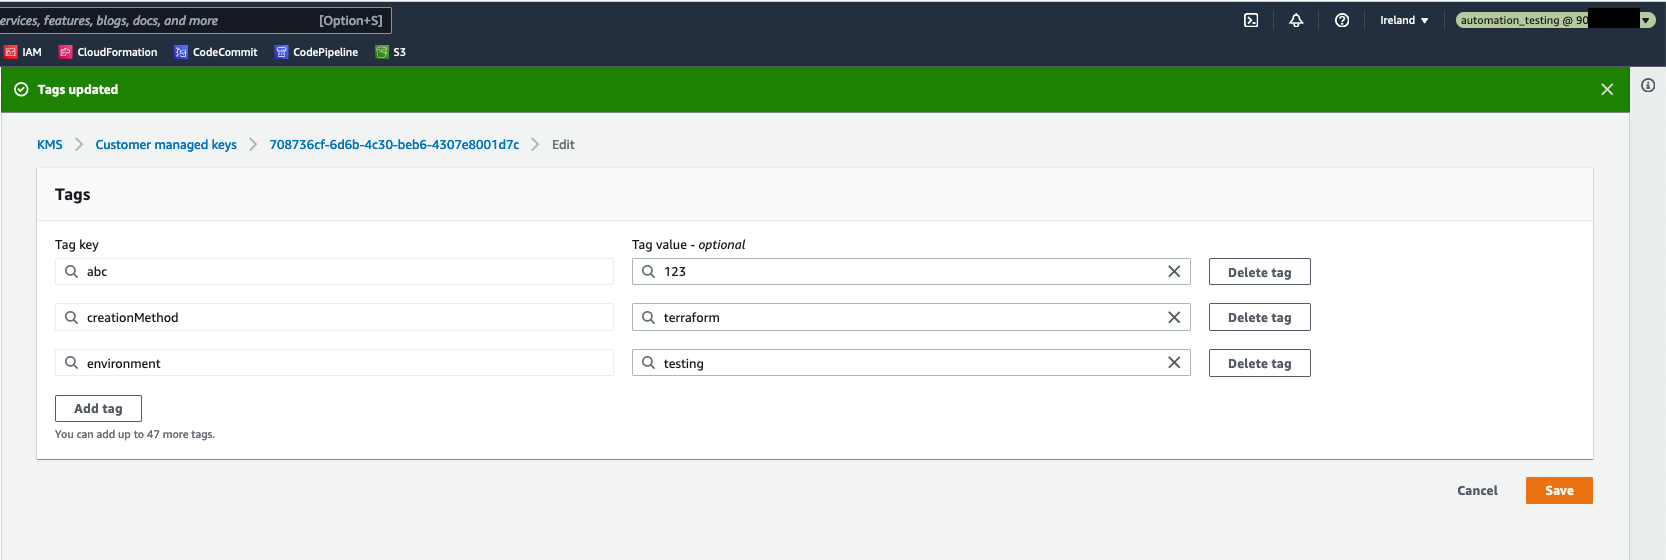 ervices, features, blogs, docs, and more [Option+S] Ireland automation_testing @ 90
IAM CloudFormation CodeCommit CodePipeline S3
Tags updated
KMS Customer managed keys 708736cf-6d6b-4c30-beb6-4307e8001d7c Edit
Tags
Tag key Tag value - optional
abc 123 Delete tag
creationMethod terraform Delete tag
environment testing Delete tag
Add tag
You can add up to 47 more tags.
Cancel Save